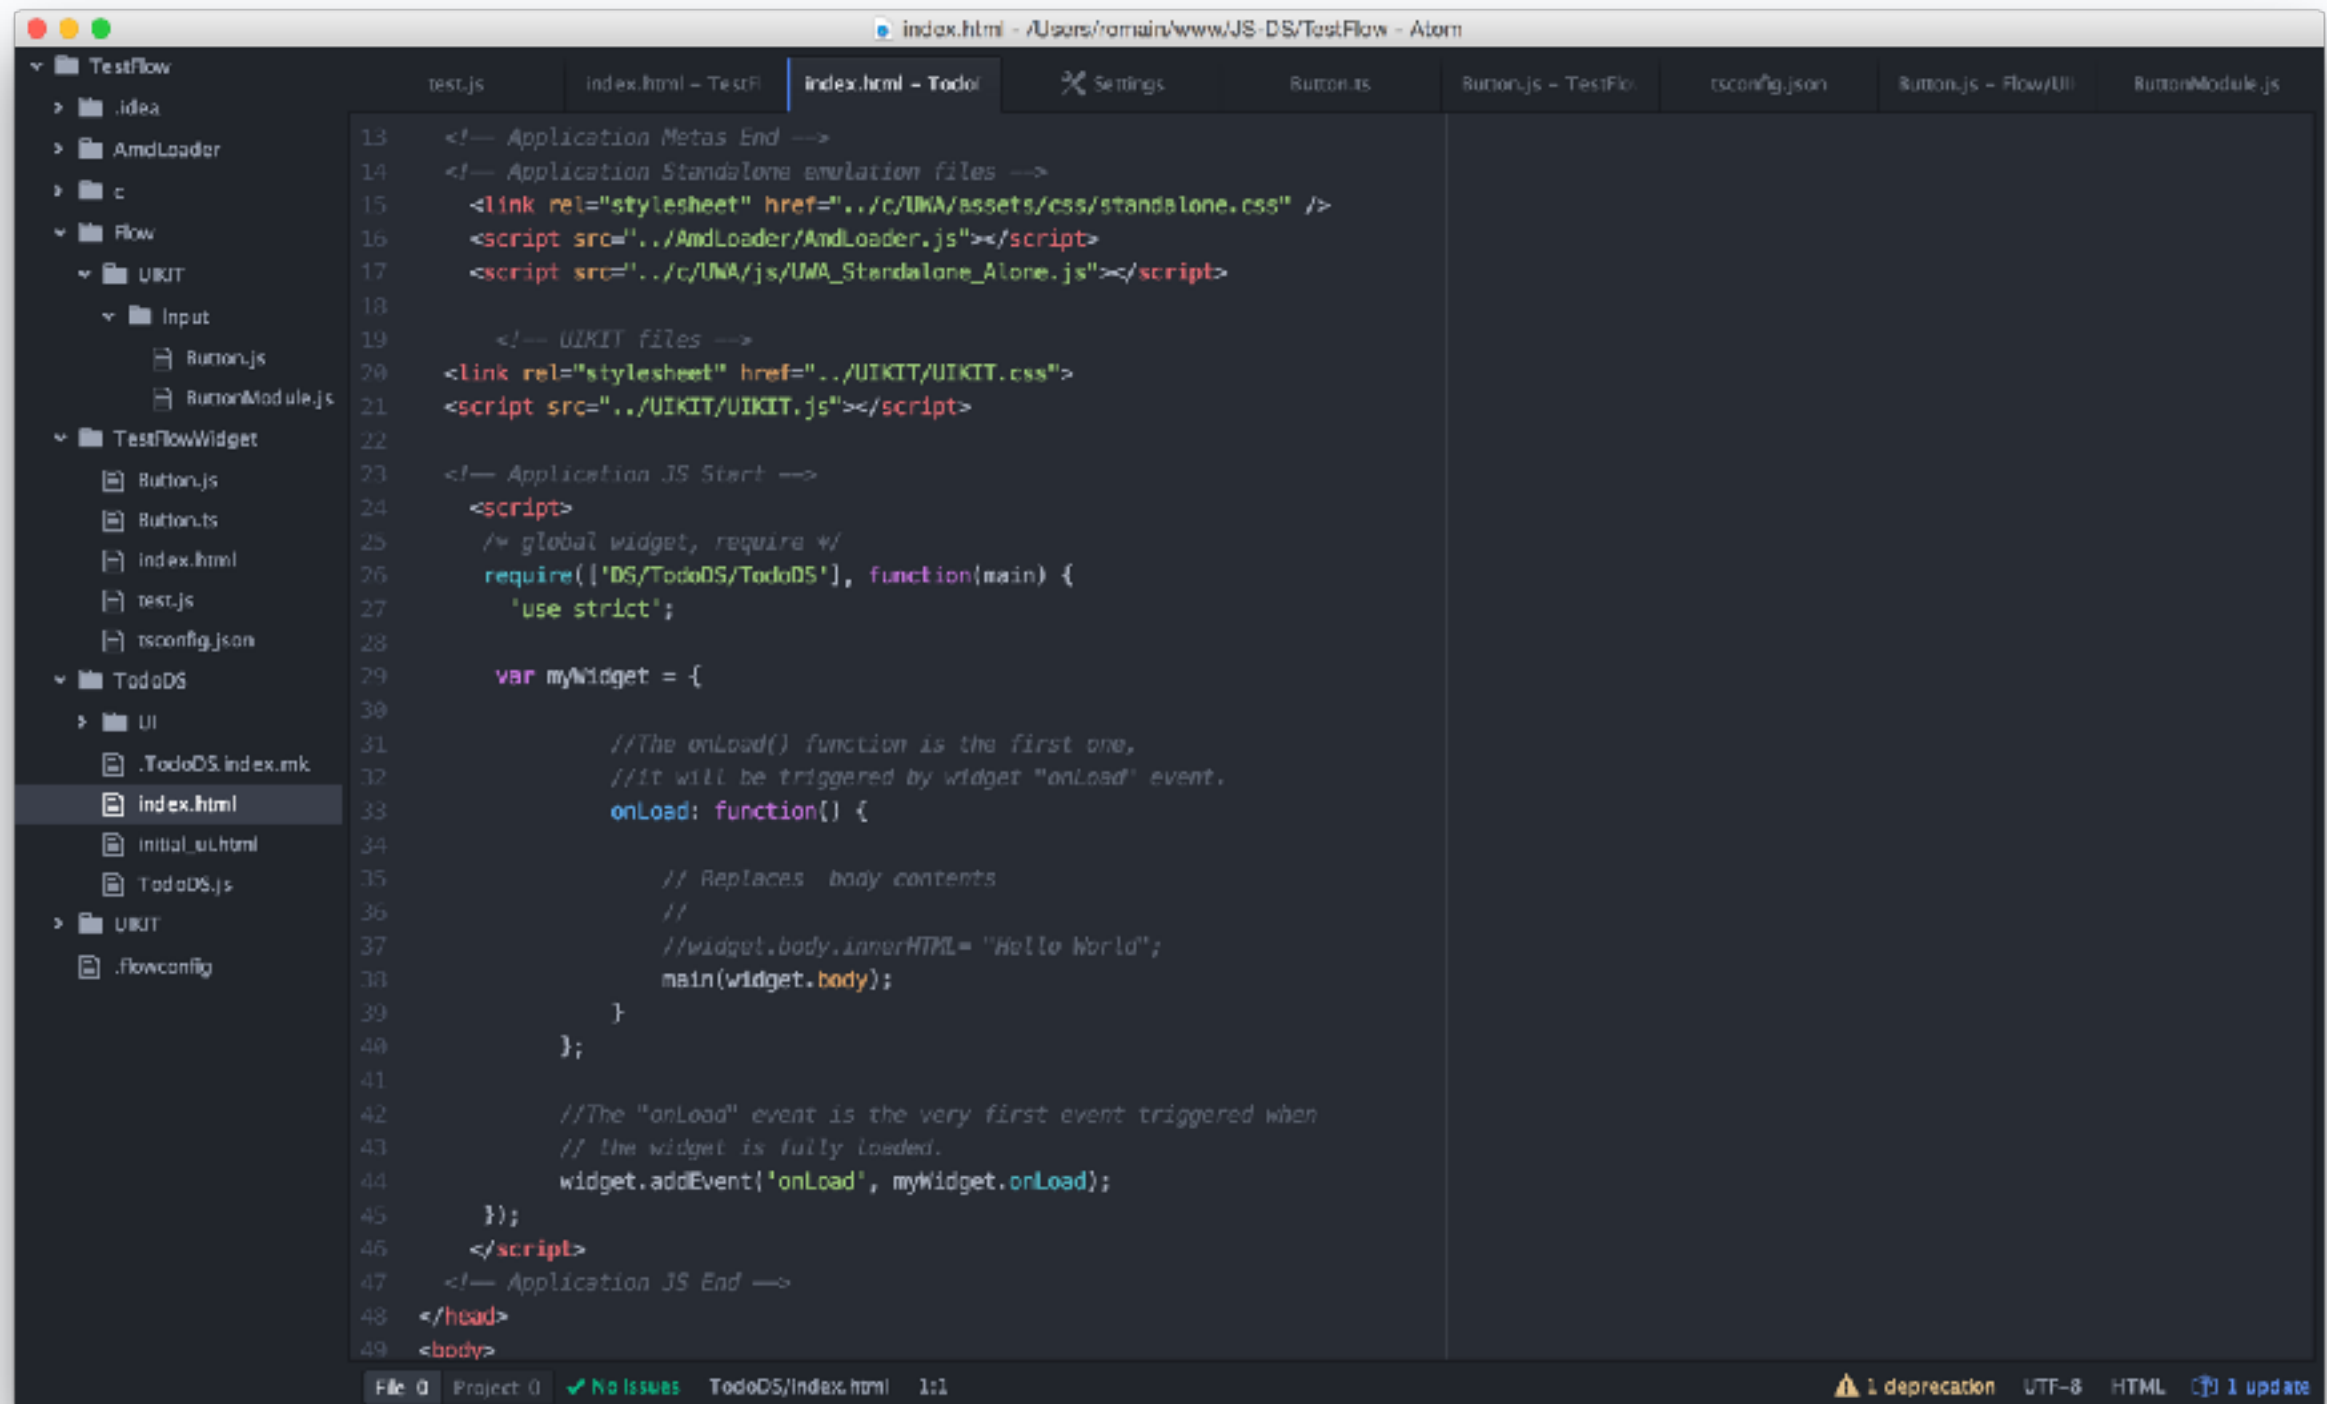 index.html - /Users/romain/www/JS-DS/TestFlow - Atom
TestFlow
.idea
AmdLoader
c
Flow
UIKIT
Input
Button.js
ButtonModule.js
TestFlowWidget
Button.js
Button.ts
index.html
test.js
tsconfig.json
TodoDS
UI
.TodoDS.index.mk
index.html
initial_ui.html
TodoDS.js
UIKIT
.flowconfig
test.js
index.html – TestFl
index.html – TodoI
Settings
Button.ts
Button.js – TestFlo
tsconfig.json
Button.js – Flow/UI
ButtonModule.js
13 <!-- Application Metas End -->
14 <!-- Application Standalone emulation files -->
15 <link rel="stylesheet" href="../c/UWA/assets/css/standalone.css" />
16 <script src="../AmdLoader/AmdLoader.js"></script>
17 <script src="../c/UWA/js/UWA_Standalone_Alone.js"></script>
18
19 <!-- UIKIT files -->
20 <link rel="stylesheet" href="../UIKIT/UIKIT.css">
21 <script src="../UIKIT/UIKIT.js"></script>
22
23 <!-- Application JS Start -->
24 <script>
25 /* global widget, require */
26 require(['DS/TodoDS/TodoDS'], function(main) {
27 'use strict';
28
29 var myWidget = {
30
31 //The onLoad() function is the first one,
32 //it will be triggered by widget "onLoad" event.
33 onLoad: function() {
34
35 // Replaces  body contents
36 //
37 //widget.body.innerHTML= "Hello World";
38 main(widget.body);
39 }
40 };
41
42 //The "onLoad" event is the very first event triggered when
43 // the widget is fully loaded.
44 widget.addEvent('onLoad', myWidget.onLoad);
45 });
46 </script>
47 <!-- Application JS End -->
48 </head>
49 <body>
File 0 Project 0 No Issues TodoDS/index.html 1:1 1 deprecation UTF-8 HTML 1 update